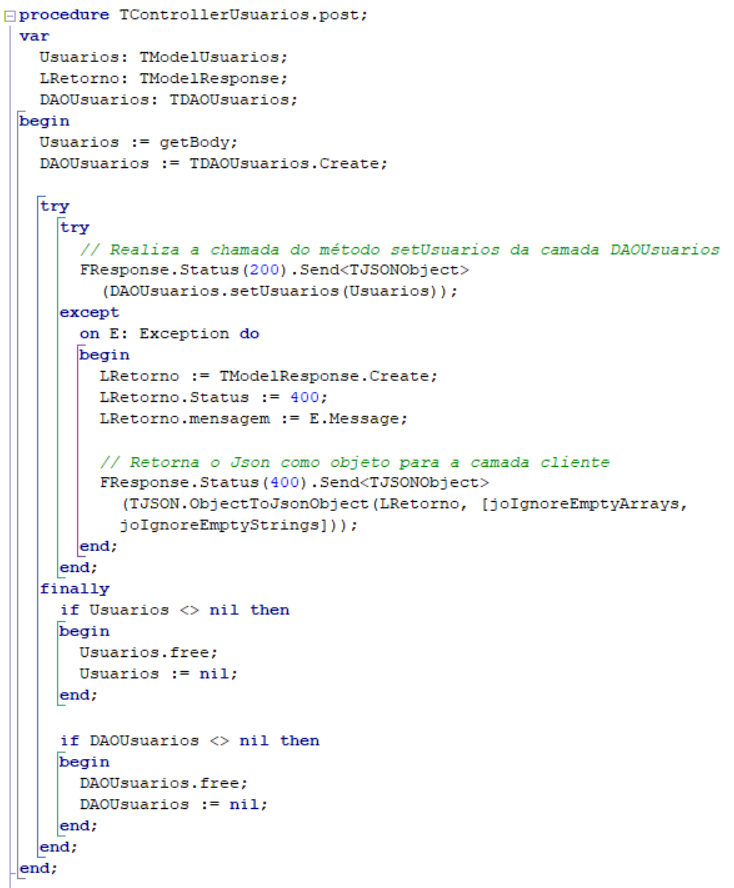 procedure TControllerUsuarios.post;
var
  Usuarios: TModelUsuarios;
  LRetorno: TModelResponse;
  DAOUsuarios: TDAOUsuarios;
begin
  Usuarios := getBody;
  DAOUsuarios := TDAOUsuarios.Create;

  try
    try
      // Realiza a chamada do método setUsuarios da camada DAOUsuarios
      FResponse.Status(200).Send<TJSONObject>
        (DAOUsuarios.setUsuarios(Usuarios));
    except
      on E: Exception do
      begin
        LRetorno := TModelResponse.Create;
        LRetorno.Status := 400;
        LRetorno.mensagem := E.Message;

        // Retorna o Json como objeto para a camada cliente
        FResponse.Status(400).Send<TJSONObject>
          (TJSON.ObjectToJsonObject(LRetorno, [joIgnoreEmptyArrays,
          joIgnoreEmptyStrings]));
      end;
    end;
  finally
    if Usuarios <> nil then
    begin
      Usuarios.free;
      Usuarios := nil;
    end;

    if DAOUsuarios <> nil then
    begin
      DAOUsuarios.free;
      DAOUsuarios := nil;
    end;
  end;
end;